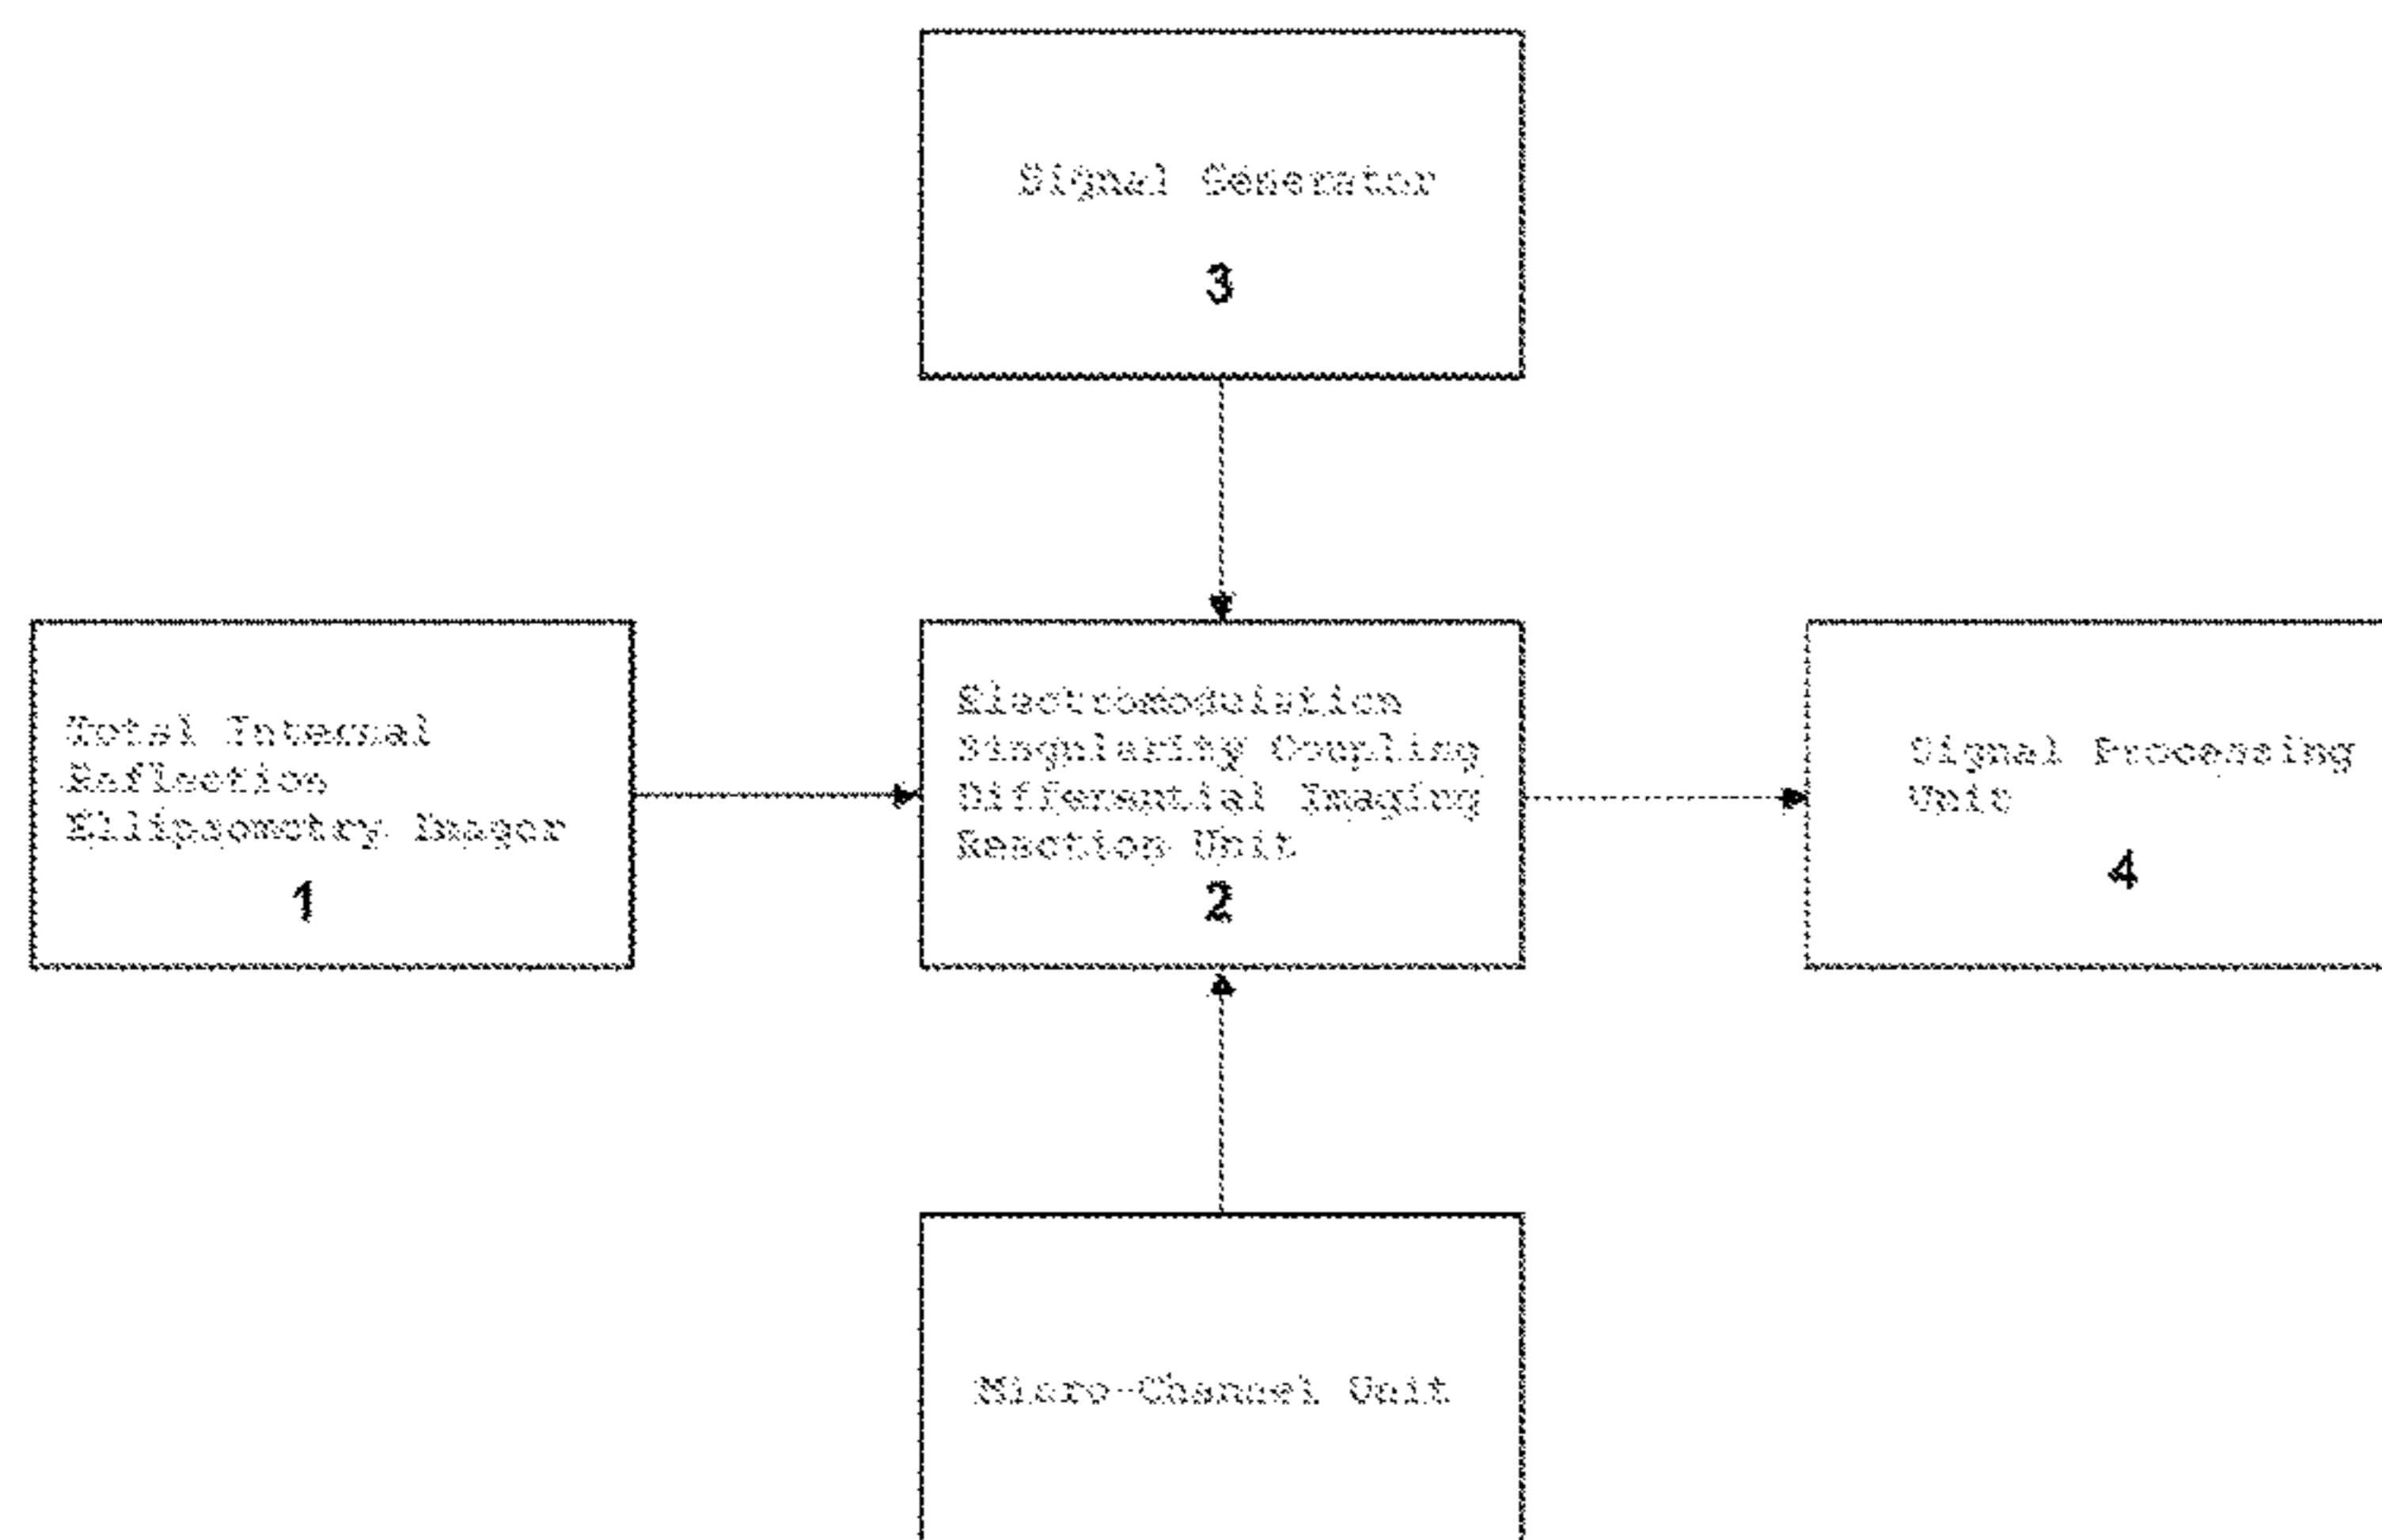 Signal Generator
3
Total Internal
Reflection
Ellipsometry Imager
1
Electromodulation
Singularity Coupling
Differential Imaging
Reaction Unit
2
Signal Processing
Unit
4
Micro-Channel Unit